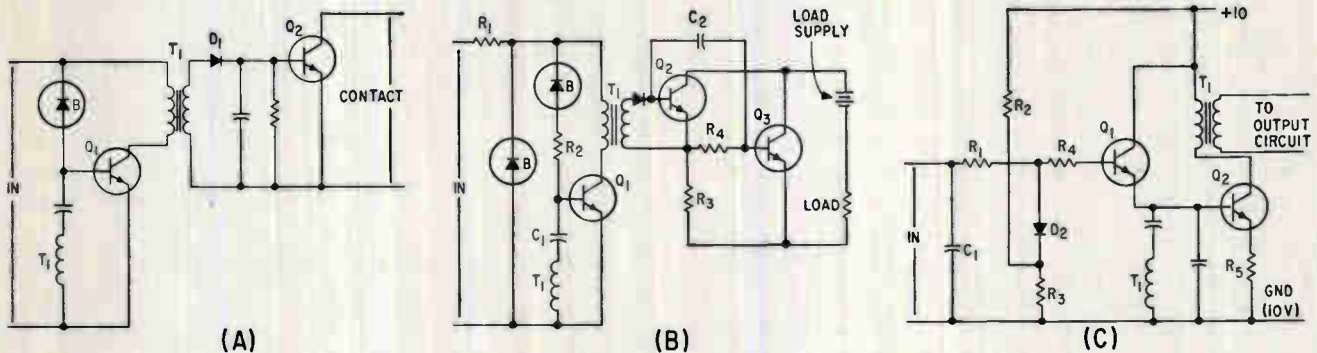 IN
B
Q1
T1
T1
D1
Q2
CONTACT
(A)
R1
IN
B
B
R2
Q1
C1
T1
T1
Q2
C2
R4
R3
Q3
LOAD
SUPPLY
LOAD
(B)
+10
R2
T1
TO
OUTPUT
CIRCUIT
Q1
R1
R4
Q2
IN
C1
D2
R3
T1
R5
GND
(10V)
(C)